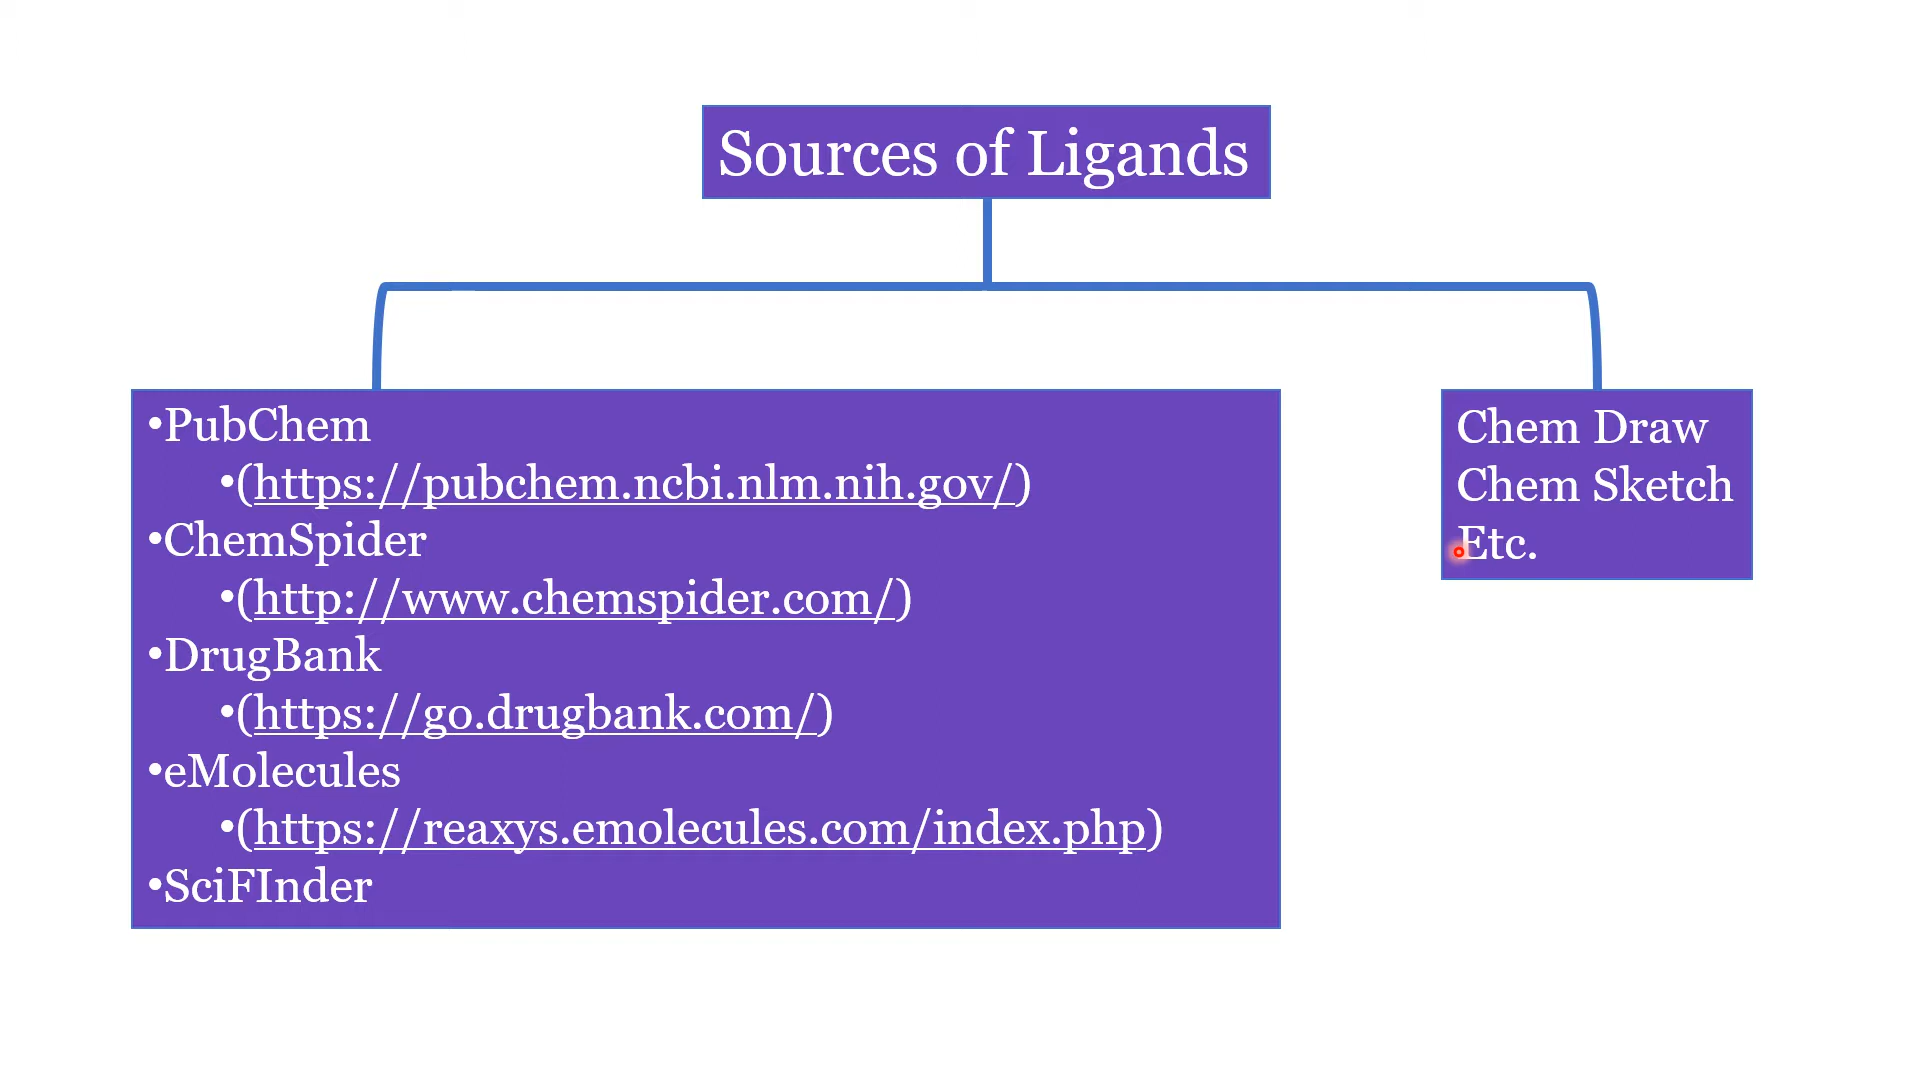 Sources of Ligands
•PubChem
•(https://pubchem.ncbi.nlm.nih.gov/)
•ChemSpider
•(http://www.chemspider.com/)
•DrugBank
•(https://go.drugbank.com/)
•eMolecules
•(https://reaxys.emolecules.com/index.php)
•SciFInder
Chem Draw
Chem Sketch
Etc.